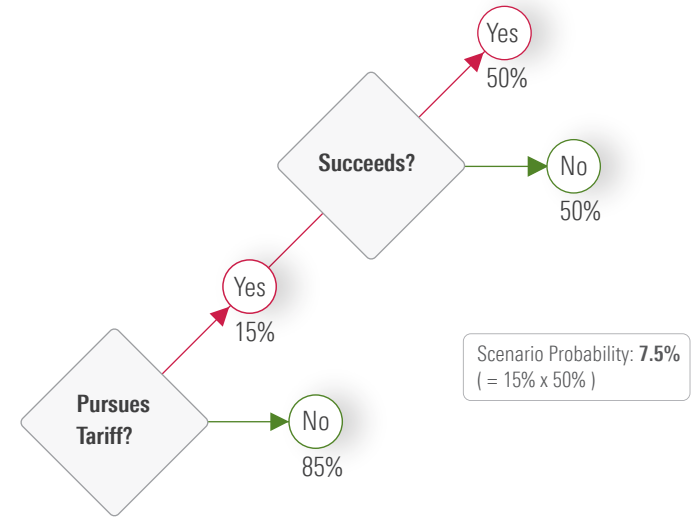 Yes
50%
Succeeds?
No
50%
Yes
15%
Scenario Probability: 7.5%
( = 15% x 50% )
Pursues
Tariff?
No
85%